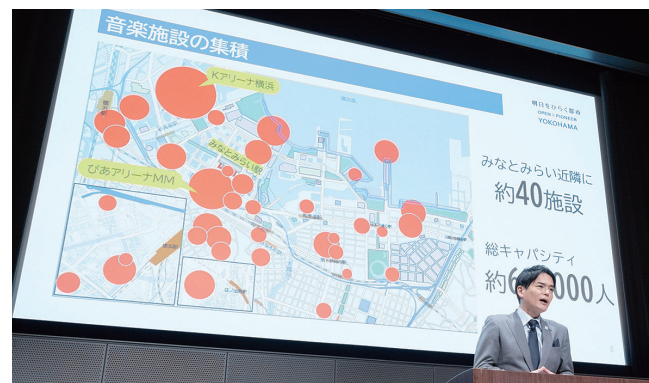 音楽施設の集積
Kアリーナ横浜
みなとみらい駅
ぴあアリーナMM
明日をひらく都市
OPEN × PIONEER
YOKOHAMA
みなとみらい近隣に
約40施設
総キャパシティ
約6 000人